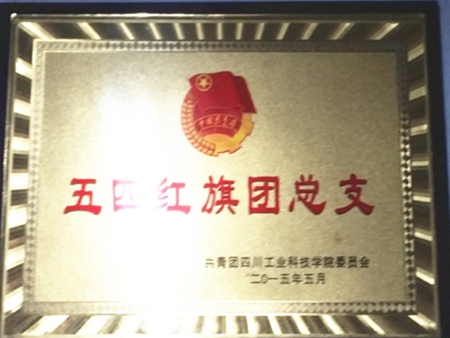 五四红旗团总支
共青团四川工业科技学院委员会
二〇一五年五月